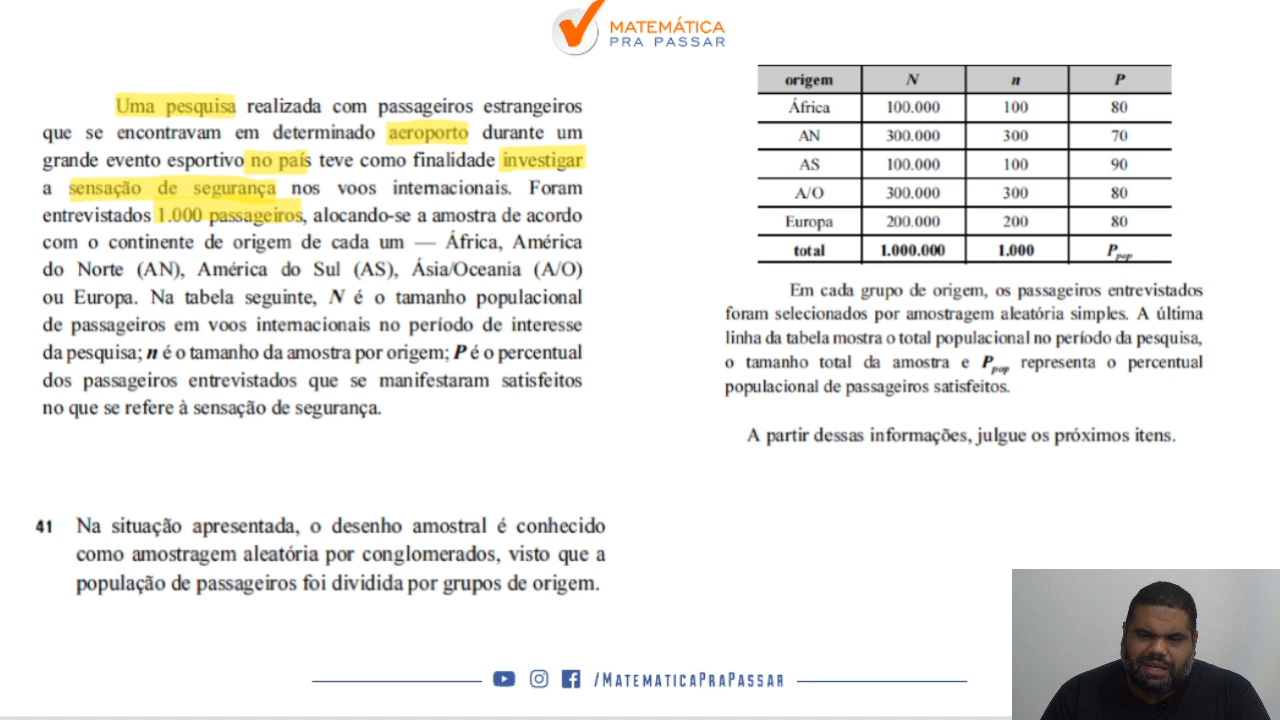 MATEMÁTICA
PRA PASSAR
Uma pesquisa realizada com passageiros estrangeiros
que se encontravam em determinado aeroporto durante um
grande evento esportivo no país teve como finalidade investigar
a sensação de segurança nos voos internacionais. Foram
entrevistados 1.000 passageiros, alocando-se a amostra de acordo
com o continente de origem de cada um — África, América
do Norte (AN), América do Sul (AS), Ásia/Oceania (A/O)
ou Europa. Na tabela seguinte, N é o tamanho populacional
de passageiros em voos internacionais no período de interesse
da pesquisa; n é o tamanho da amostra por origem; P é o percentual
dos passageiros entrevistados que se manifestaram satisfeitos
no que se refere à sensação de segurança.
origem N n P
África 100.000 100 80
AN 300.000 300 70
AS 100.000 100 90
A/O 300.000 300 80
Europa 200.000 200 80
total 1.000.000 1.000 Ppop
Em cada grupo de origem, os passageiros entrevistados
foram selecionados por amostragem aleatória simples. A última
linha da tabela mostra o total populacional no período da pesquisa,
o tamanho total da amostra e Ppop representa o percentual
populacional de passageiros satisfeitos.
A partir dessas informações, julgue os próximos itens.
41 Na situação apresentada, o desenho amostral é conhecido
como amostragem aleatória por conglomerados, visto que a
população de passageiros foi dividida por grupos de origem.
/MATEMATICAPRAPASSAR